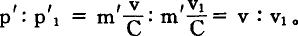 p′:p′₁ = m′ v/C : m′ v₁/C = v:v₁。